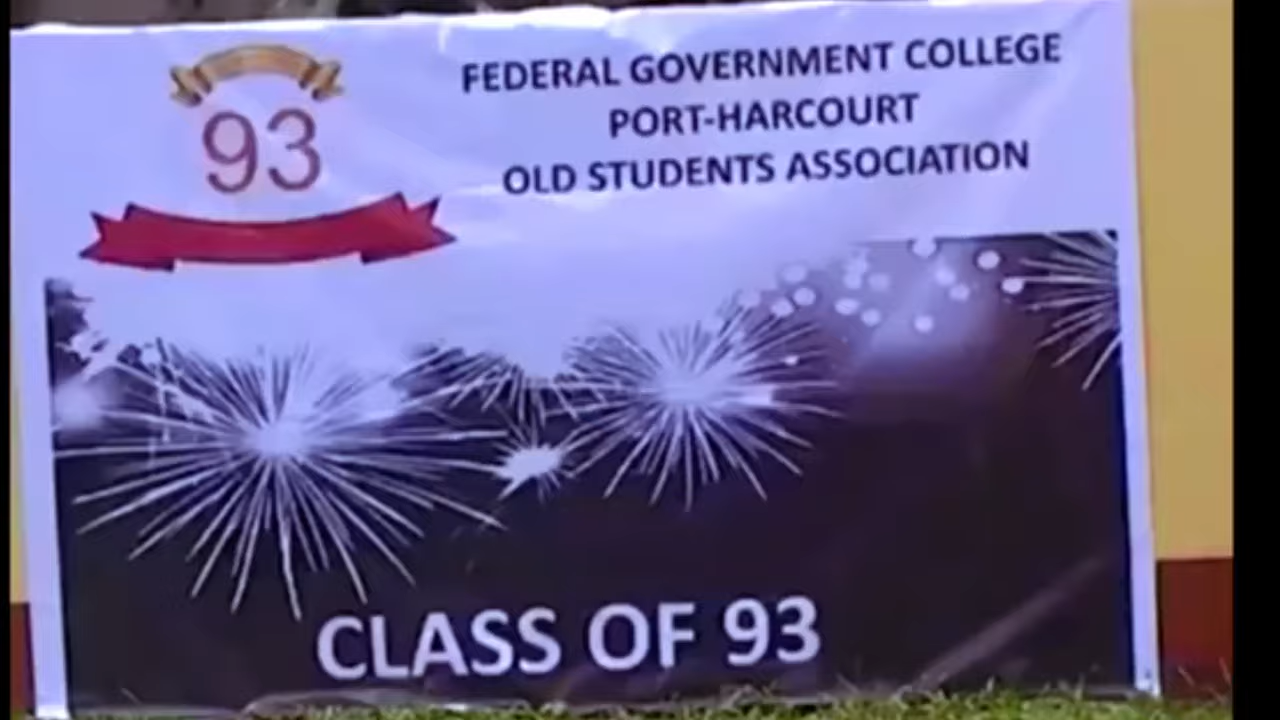 93
FEDERAL GOVERNMENT COLLEGE
PORT-HARCOURT
OLD STUDENTS ASSOCIATION
CLASS OF 93